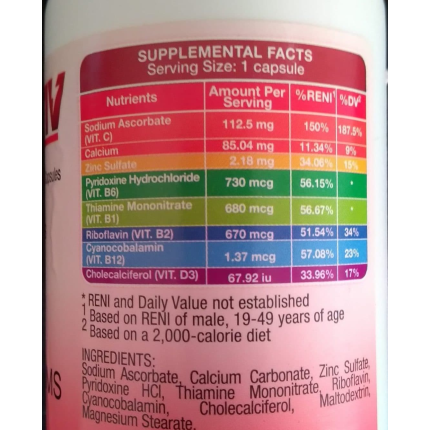 SUPPLEMENTAL FACTS
Serving Size: 1 capsule
Nutrients Amount Per Serving %RENI¹ %DV²
Sodium Ascorbate (VIT. C) 112.5 mg 150% 187.5%
Calcium 85.04 mg 11.34% 9%
Zinc Sulfate 2.18 mg 34.06% 15%
Pyridoxine Hydrochloride (VIT. B6) 730 mcg 56.15% *
Thiamine Mononitrate (VIT. B1) 680 mcg 56.67% *
Riboflavin (VIT. B2) 670 mcg 51.54% 34%
Cyanocobalamin (VIT. B12) 1.37 mcg 57.08% 23%
Cholecalciferol (VIT. D3) 67.92 iu 33.96% 17%
* RENI and Daily Value not established
1 Based on RENI of male, 19-49 years of age
2 Based on a 2,000-calorie diet
INGREDIENTS:
Sodium Ascorbate, Calcium Carbonate, Zinc Sulfate,
Pyridoxine HCl, Thiamine Mononitrate, Riboflavin,
Cyanocobalamin, Cholecalciferol, Maltodextrin,
Magnesium Stearate.